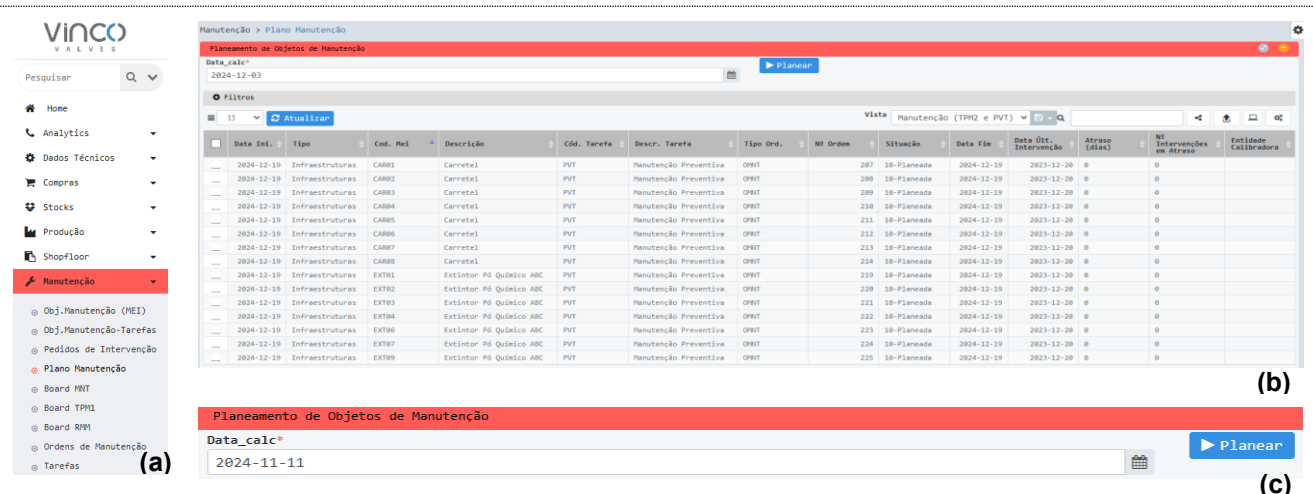 VINCO
VALVES
Pesquisar
Home
Analytics
Dados Técnicos
Compras
Stocks
Produção
Shopfloor
Manutenção
Obj.Manutenção (MEI)
Obj.Manutenção-Tarefas
Pedidos de Intervenção
Plano Manutenção
Board MNT
Board TPM1
Board RMM
Ordens de Manutenção
Tarefas
(a)
Manutenção > Plano Manutenção
Planeamento de Objetos de Manutenção
Data_calc*
2024-12-03
Planear
Filtros
15 Atualizar Vista Manutenção (TPM2 e PVT)
Data Ini. Tipo Cod. Mei Descrição Cód. Tarefa Descr. Tarefa Tipo Ord. Nº Ordem Situação Data Fim Data Últ. Intervenção Atraso (dias) Nº Intervenções em Atraso Entidade Calibradora
2024-12-19 Infraestruturas CAR01 Carretel PVT Manutenção Preventiva OMNT 207 10-Planeada 2024-12-19 2023-12-20 0 0
2024-12-19 Infraestruturas CAR02 Carretel PVT Manutenção Preventiva OMNT 208 10-Planeada 2024-12-19 2023-12-20 0 0
2024-12-19 Infraestruturas CAR03 Carretel PVT Manutenção Preventiva OMNT 209 10-Planeada 2024-12-19 2023-12-20 0 0
2024-12-19 Infraestruturas CAR04 Carretel PVT Manutenção Preventiva OMNT 210 10-Planeada 2024-12-19 2023-12-20 0 0
2024-12-19 Infraestruturas CAR05 Carretel PVT Manutenção Preventiva OMNT 211 10-Planeada 2024-12-19 2023-12-20 0 0
2024-12-19 Infraestruturas CAR06 Carretel PVT Manutenção Preventiva OMNT 212 10-Planeada 2024-12-19 2023-12-20 0 0
2024-12-19 Infraestruturas CAR07 Carretel PVT Manutenção Preventiva OMNT 213 10-Planeada 2024-12-19 2023-12-20 0 0
2024-12-19 Infraestruturas CAR08 Carretel PVT Manutenção Preventiva OMNT 214 10-Planeada 2024-12-19 2023-12-20 0 0
2024-12-19 Infraestruturas EXT01 Extintor Pó Químico ABC PVT Manutenção Preventiva OMNT 219 10-Planeada 2024-12-19 2023-12-20 0 0
2024-12-19 Infraestruturas EXT02 Extintor Pó Químico ABC PVT Manutenção Preventiva OMNT 220 10-Planeada 2024-12-19 2023-12-20 0 0
2024-12-19 Infraestruturas EXT03 Extintor Pó Químico ABC PVT Manutenção Preventiva OMNT 221 10-Planeada 2024-12-19 2023-12-20 0 0
2024-12-19 Infraestruturas EXT04 Extintor Pó Químico ABC PVT Manutenção Preventiva OMNT 222 10-Planeada 2024-12-19 2023-12-20 0 0
2024-12-19 Infraestruturas EXT06 Extintor Pó Químico ABC PVT Manutenção Preventiva OMNT 223 10-Planeada 2024-12-19 2023-12-20 0 0
2024-12-19 Infraestruturas EXT07 Extintor Pó Químico ABC PVT Manutenção Preventiva OMNT 224 10-Planeada 2024-12-19 2023-12-20 0 0
2024-12-19 Infraestruturas EXT09 Extintor Pó Químico ABC PVT Manutenção Preventiva OMNT 225 10-Planeada 2024-12-19 2023-12-20 0 0
(b)
Planeamento de Objetos de Manutenção
Data_calc*
2024-11-11
Planear
(c)